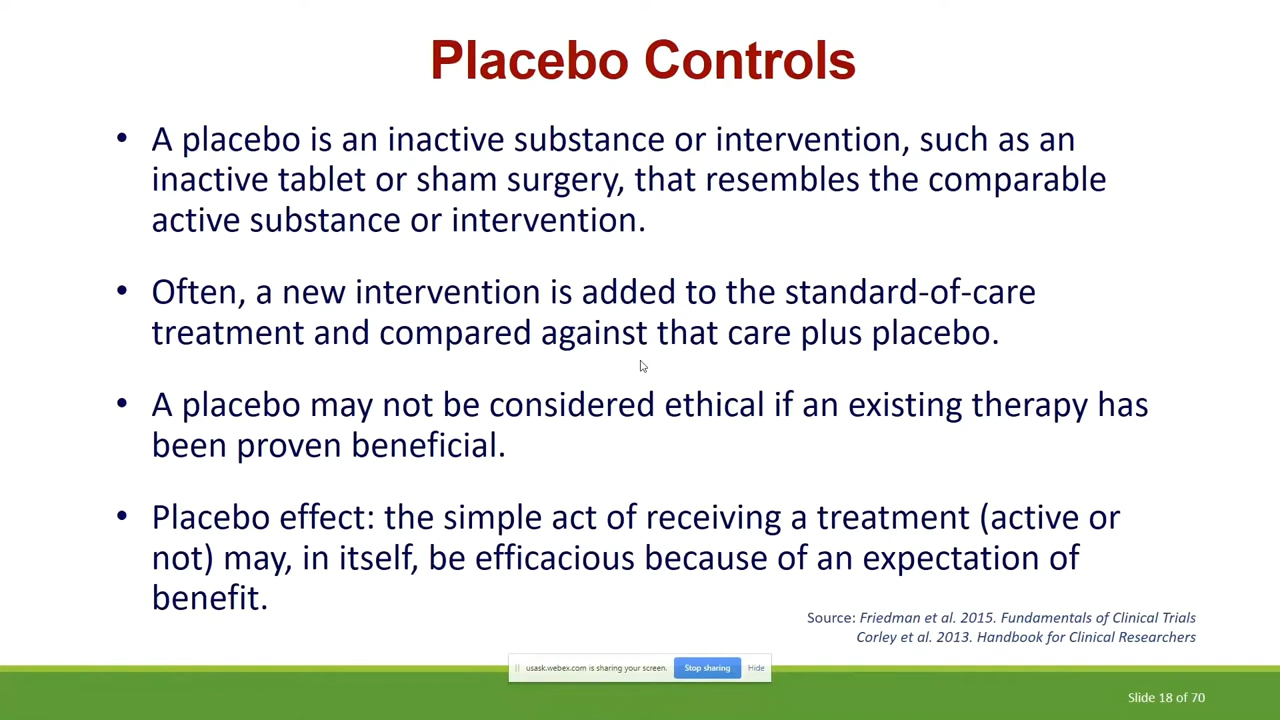 Placebo Controls
• A placebo is an inactive substance or intervention, such as an
inactive tablet or sham surgery, that resembles the comparable
active substance or intervention.
• Often, a new intervention is added to the standard-of-care
treatment and compared against that care plus placebo.
• A placebo may not be considered ethical if an existing therapy has
been proven beneficial.
• Placebo effect: the simple act of receiving a treatment (active or
not) may, in itself, be efficacious because of an expectation of
benefit.
Source: Friedman et al. 2015. Fundamentals of Clinical Trials
Corley et al. 2013. Handbook for Clinical Researchers
usask.webex.com is sharing your screen. Stop sharing Hide
Slide 18 of 70